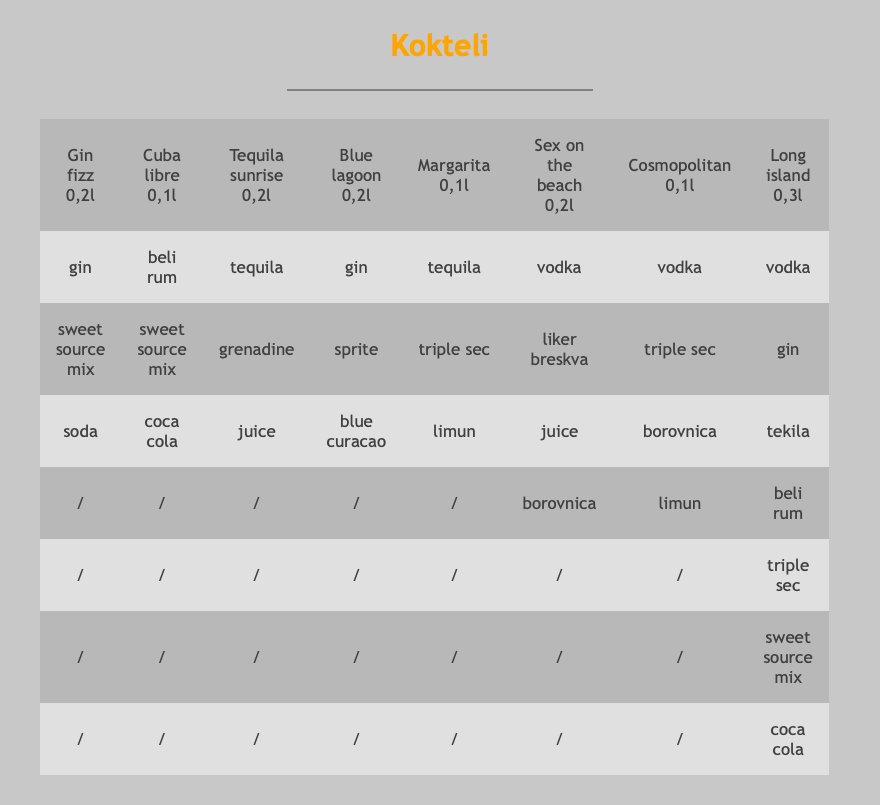 Kokteli
Gin fizz 0,2l Cuba libre 0,1l Tequila sunrise 0,2l Blue lagoon 0,2l Margarita 0,1l Sex on the beach 0,2l Cosmopolitan 0,1l Long island 0,3l
gin beli rum tequila gin tequila vodka vodka vodka
sweet source mix sweet source mix grenadine sprite triple sec liker breskva triple sec gin
soda coca cola juice blue curacao limun juice borovnica tekila
/ / / / / borovnica limun beli rum
/ / / / / / / triple sec
/ / / / / / / sweet source mix
/ / / / / / / coca cola